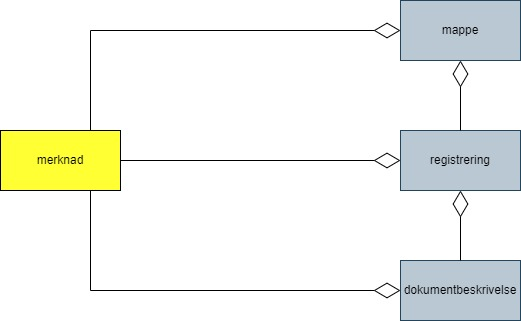 mappe
merknad
registrering
dokumentbeskrivelse